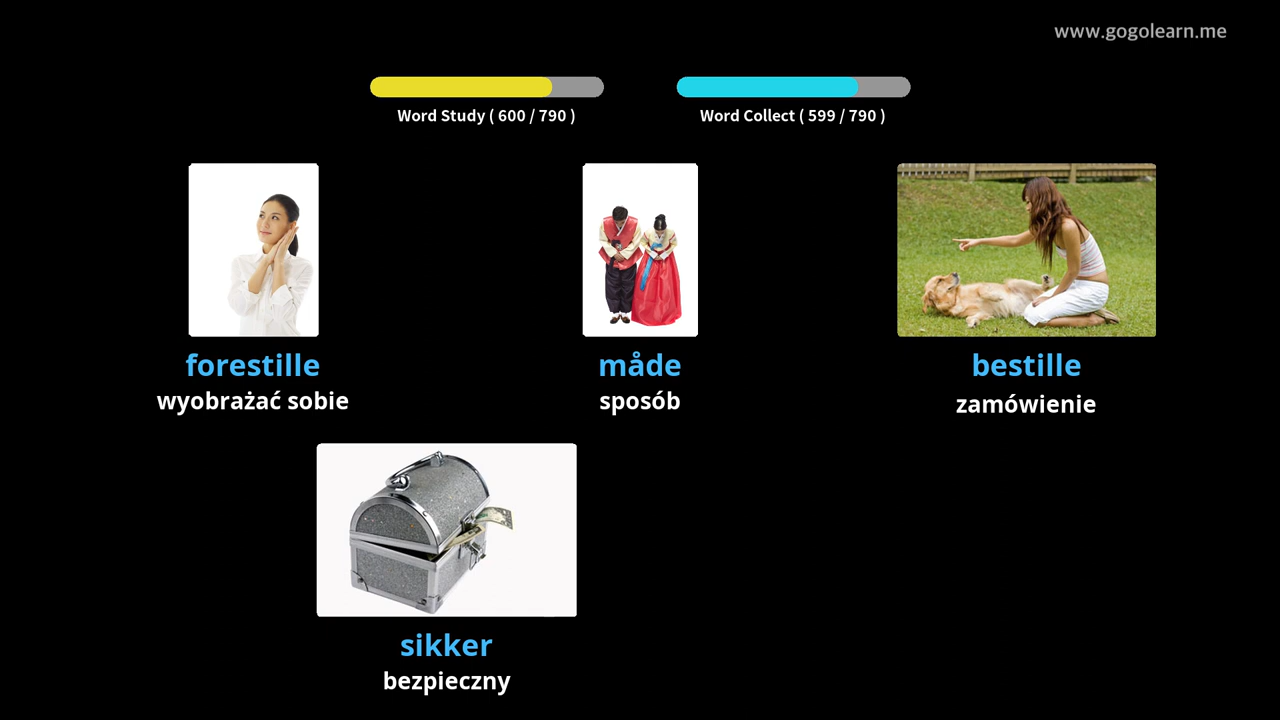 www.gogolearn.me
Word Study ( 600 / 790 )
Word Collect ( 599 / 790 )
forestille
wyobrażać sobie
måde
sposób
bestille
zamówienie
sikker
bezpieczny